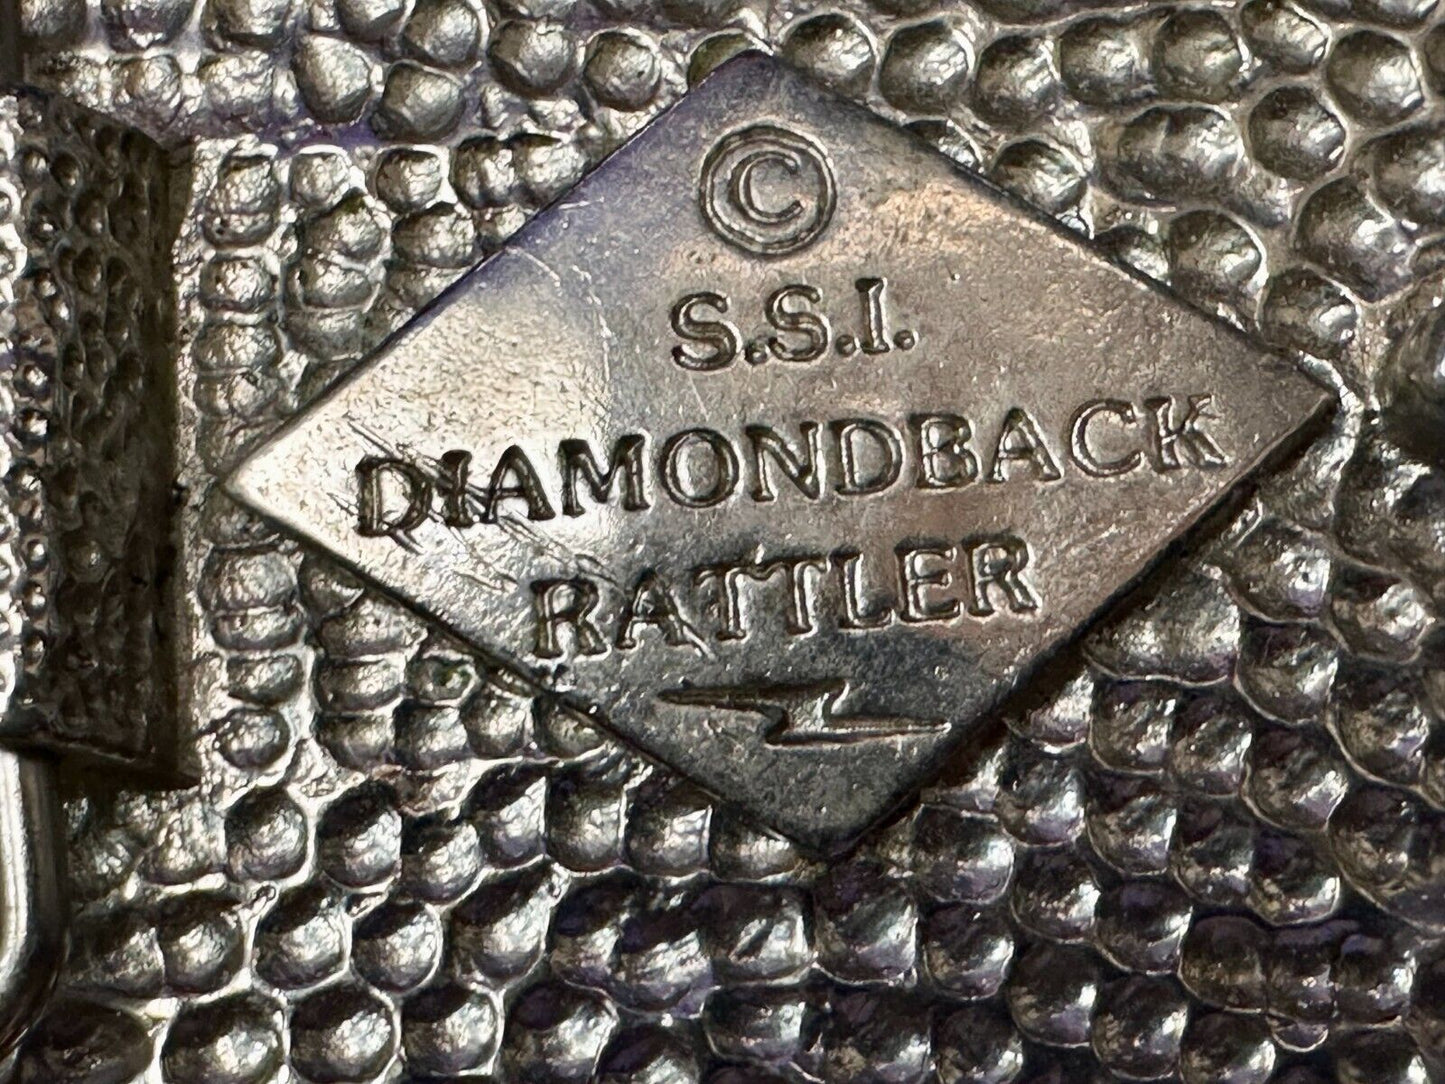 ©
S.S.I.
DIAMONDBACK
RATTLER